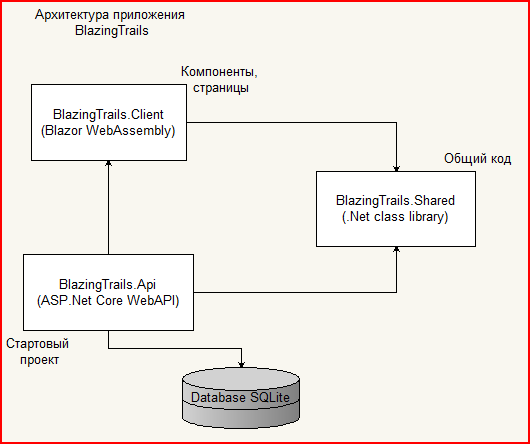 Архитектура приложения
BlazingTrails
Компоненты,
страницы
BlazingTrails.Client
(Blazor WebAssembly)
Общий код
BlazingTrails.Shared
(.Net class library)
BlazingTrails.Api
(ASP.Net Core WebAPI)
Стартовый
проект
Database SQLite